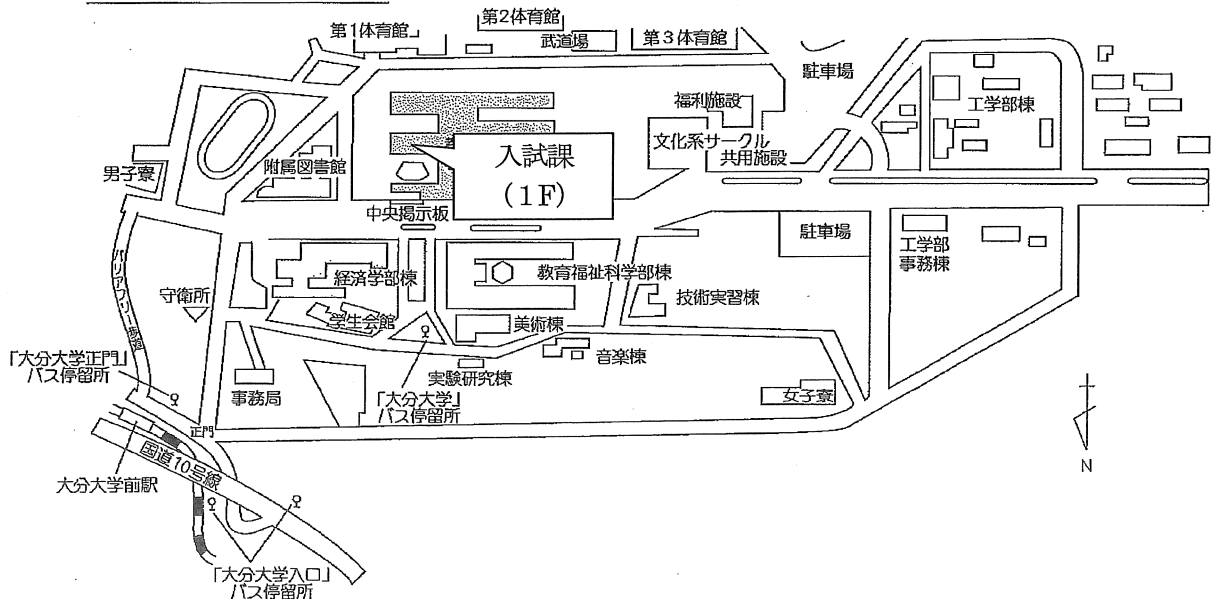 第1体育館
第2体育館
武道場
第3体育館
駐車場
福利施設
工学部棟
文化系サークル
共用施設
入試課
(1F)
附属図書館
男子寮
中央掲示板
駐車場
工学部
事務棟
経済学部棟
教育福祉科学部棟
技術実習棟
バリアフリー歩道
守衛所
学生会館
美術棟
音楽棟
「大分大学正門」
バス停留所
実験研究棟
事務局
「大分大学」
バス停留所
女子寮
正門
国道10号線
大分大学前駅
N
「大分大学入口」
バス停留所